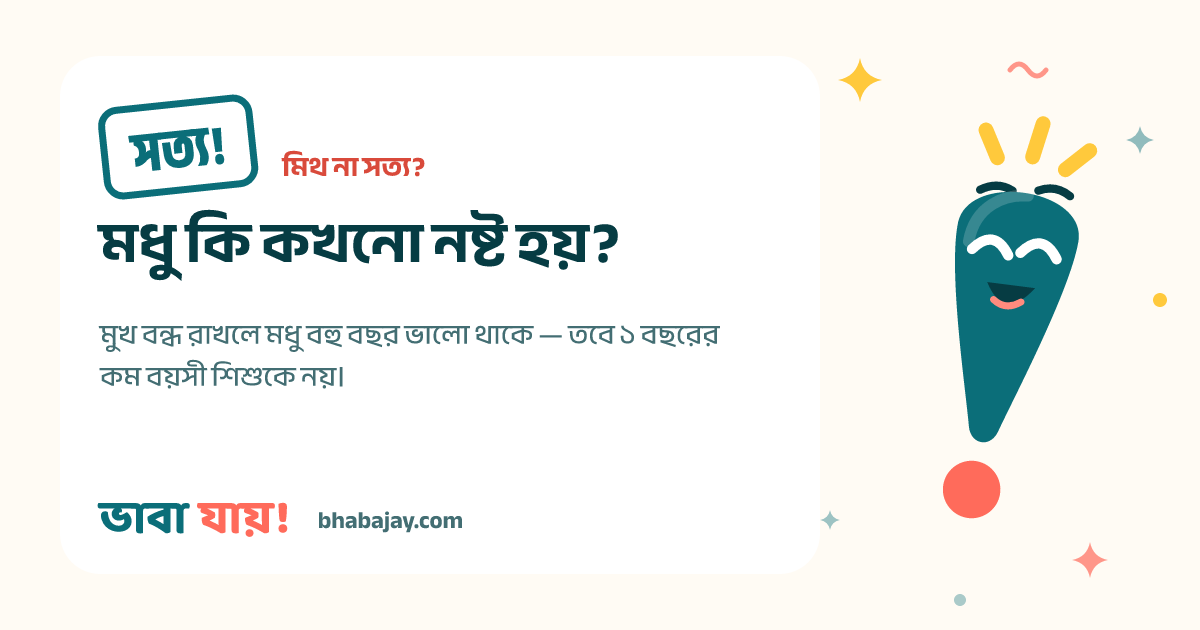 সত্য!
মিথ না সত্য?
মধু কি কখনো নষ্ট হয়?
মুখ বন্ধ রাখলে মধু বহু বছর ভালো থাকে — তবে ১ বছরের
কম বয়সী শিশুকে নয়।
ভাবা যায়! bhabajay.com